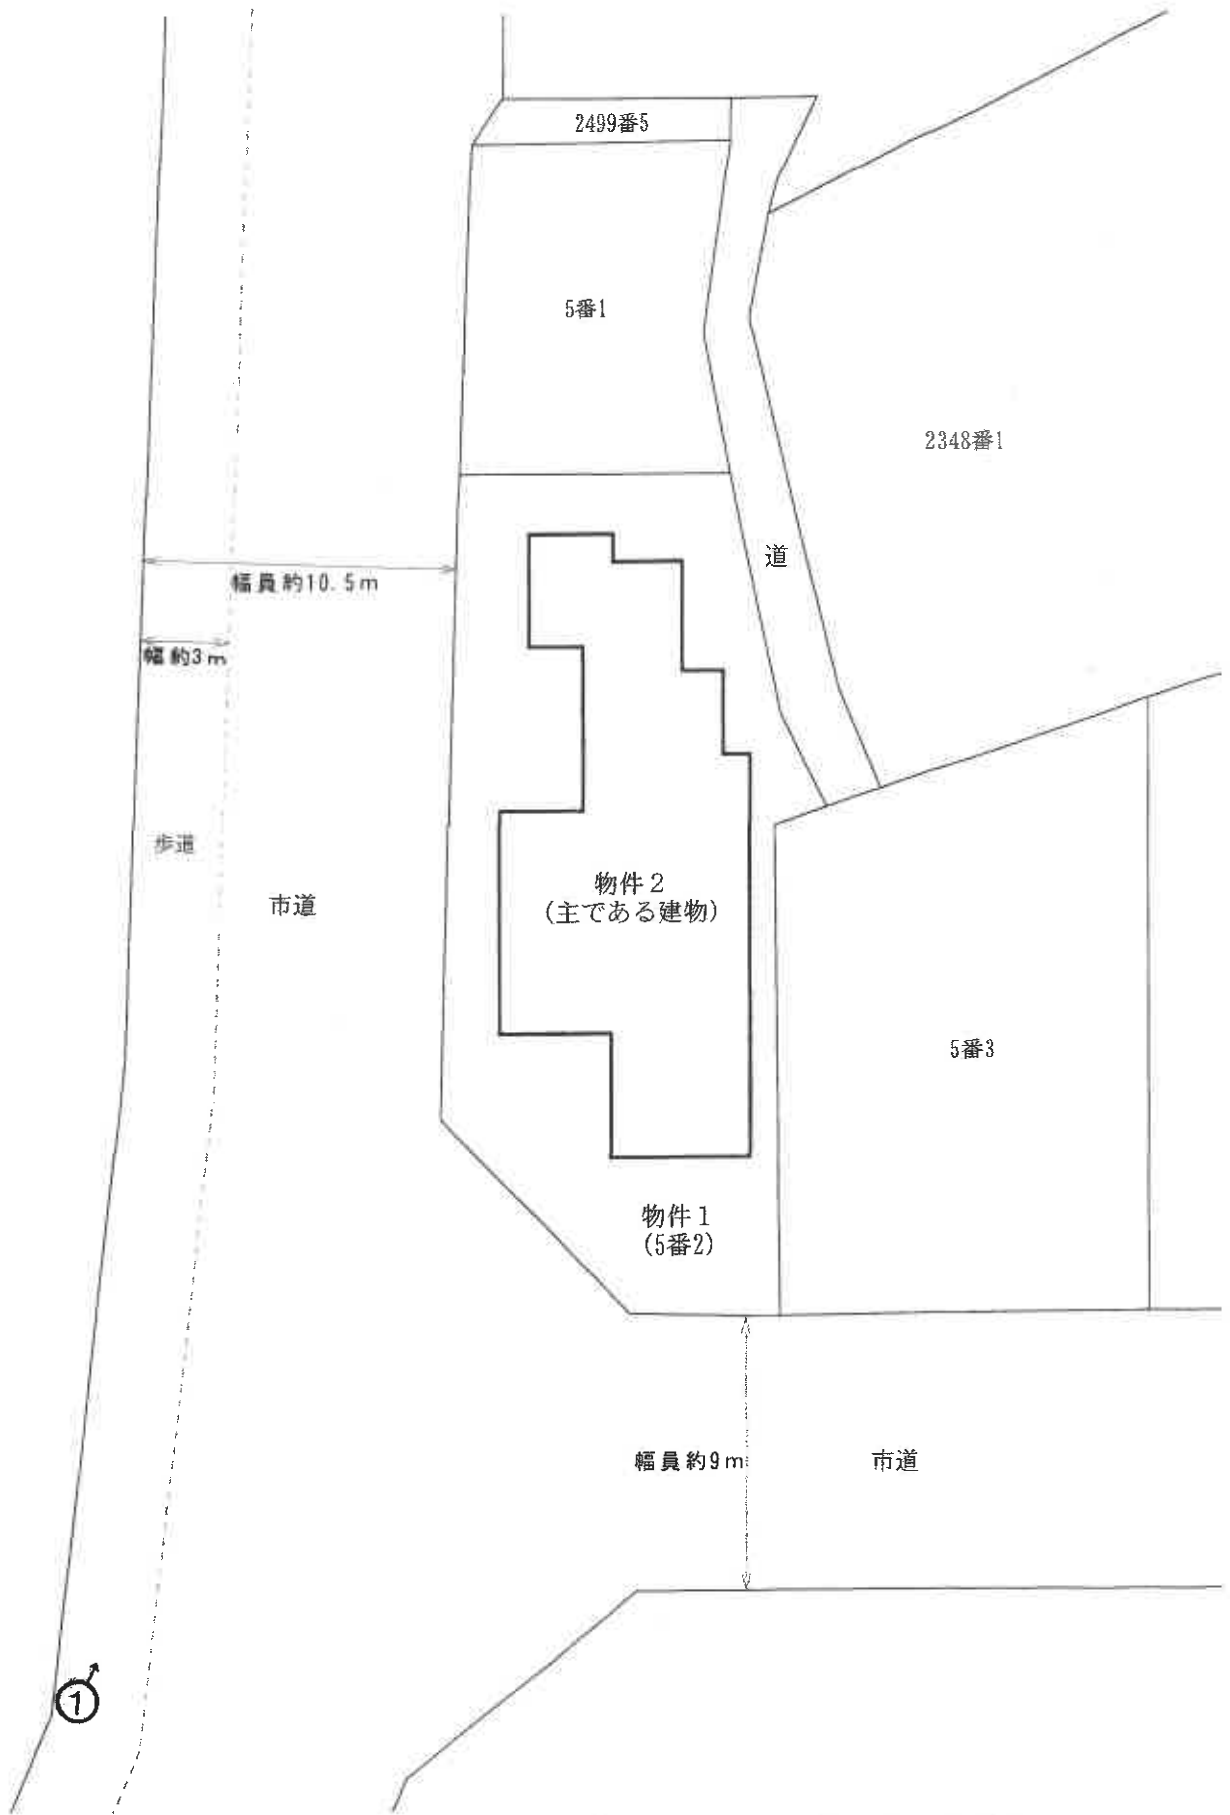 2499番5
5番1
2348番1
道
幅員約10.5m
幅約3m
歩道
市道
物件2
(主である建物)
5番3
物件1
(5番2)
幅員約9m
市道
①